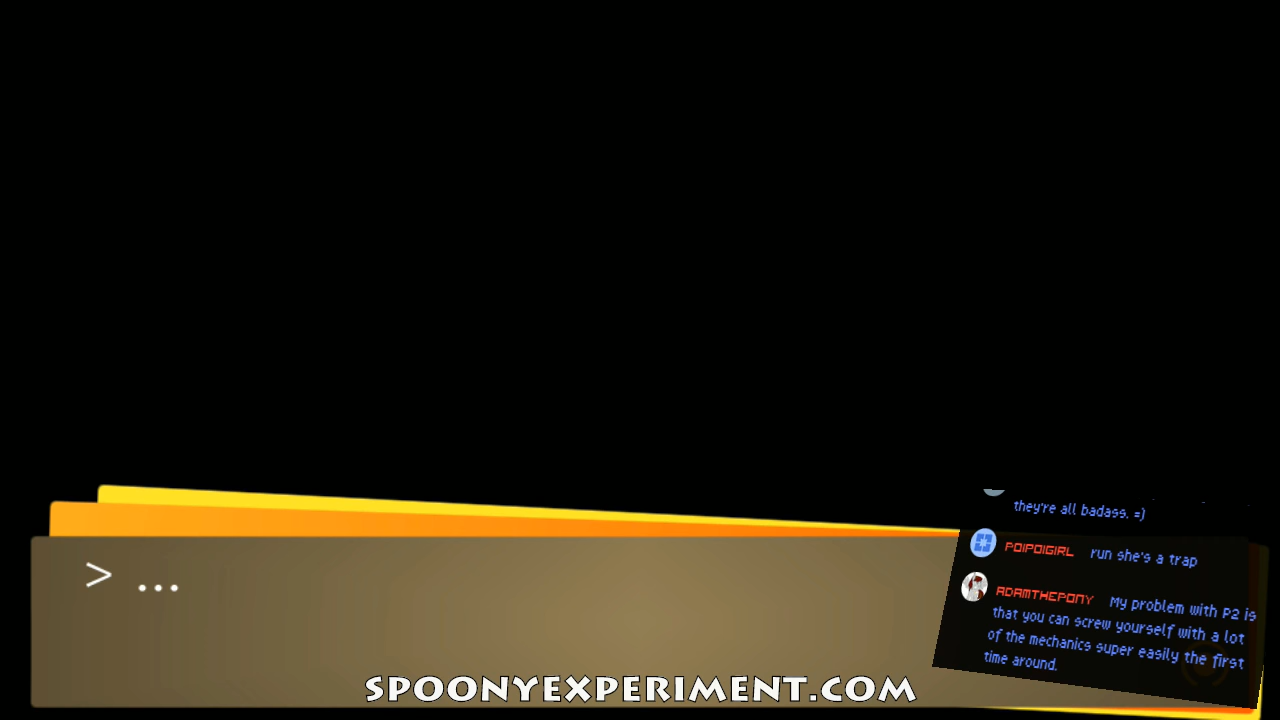 they're all badass. =)
POIPOIGIRL run she's a trap
ADAMTHEPONY My problem with P2 is
that you can screw yourself with a lot
of the mechanics super easily the first
time around.
> ...
SPOONYEXPERIMENT.COM